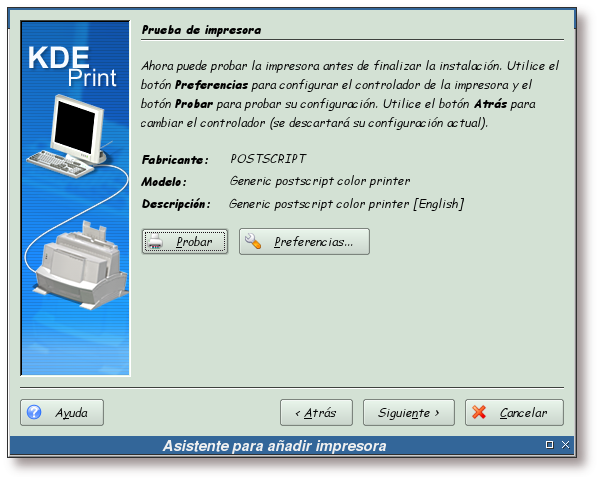 Prueba de impresora
KDE
Print
Ahora puede probar la impresora antes de finalizar la instalación. Utilice el
botón Preferencias para configurar el controlador de la impresora y el
botón Probar para probar su configuración. Utilice el botón Atrás para
cambiar el controlador (se descartará su configuración actual).
Fabricante: POSTSCRIPT
Modelo: Generic postscript color printer
Descripción: Generic postscript color printer [English]
Probar Preferencias...
Ayuda < Atrás Siguiente > Cancelar
Asistente para añadir impresora